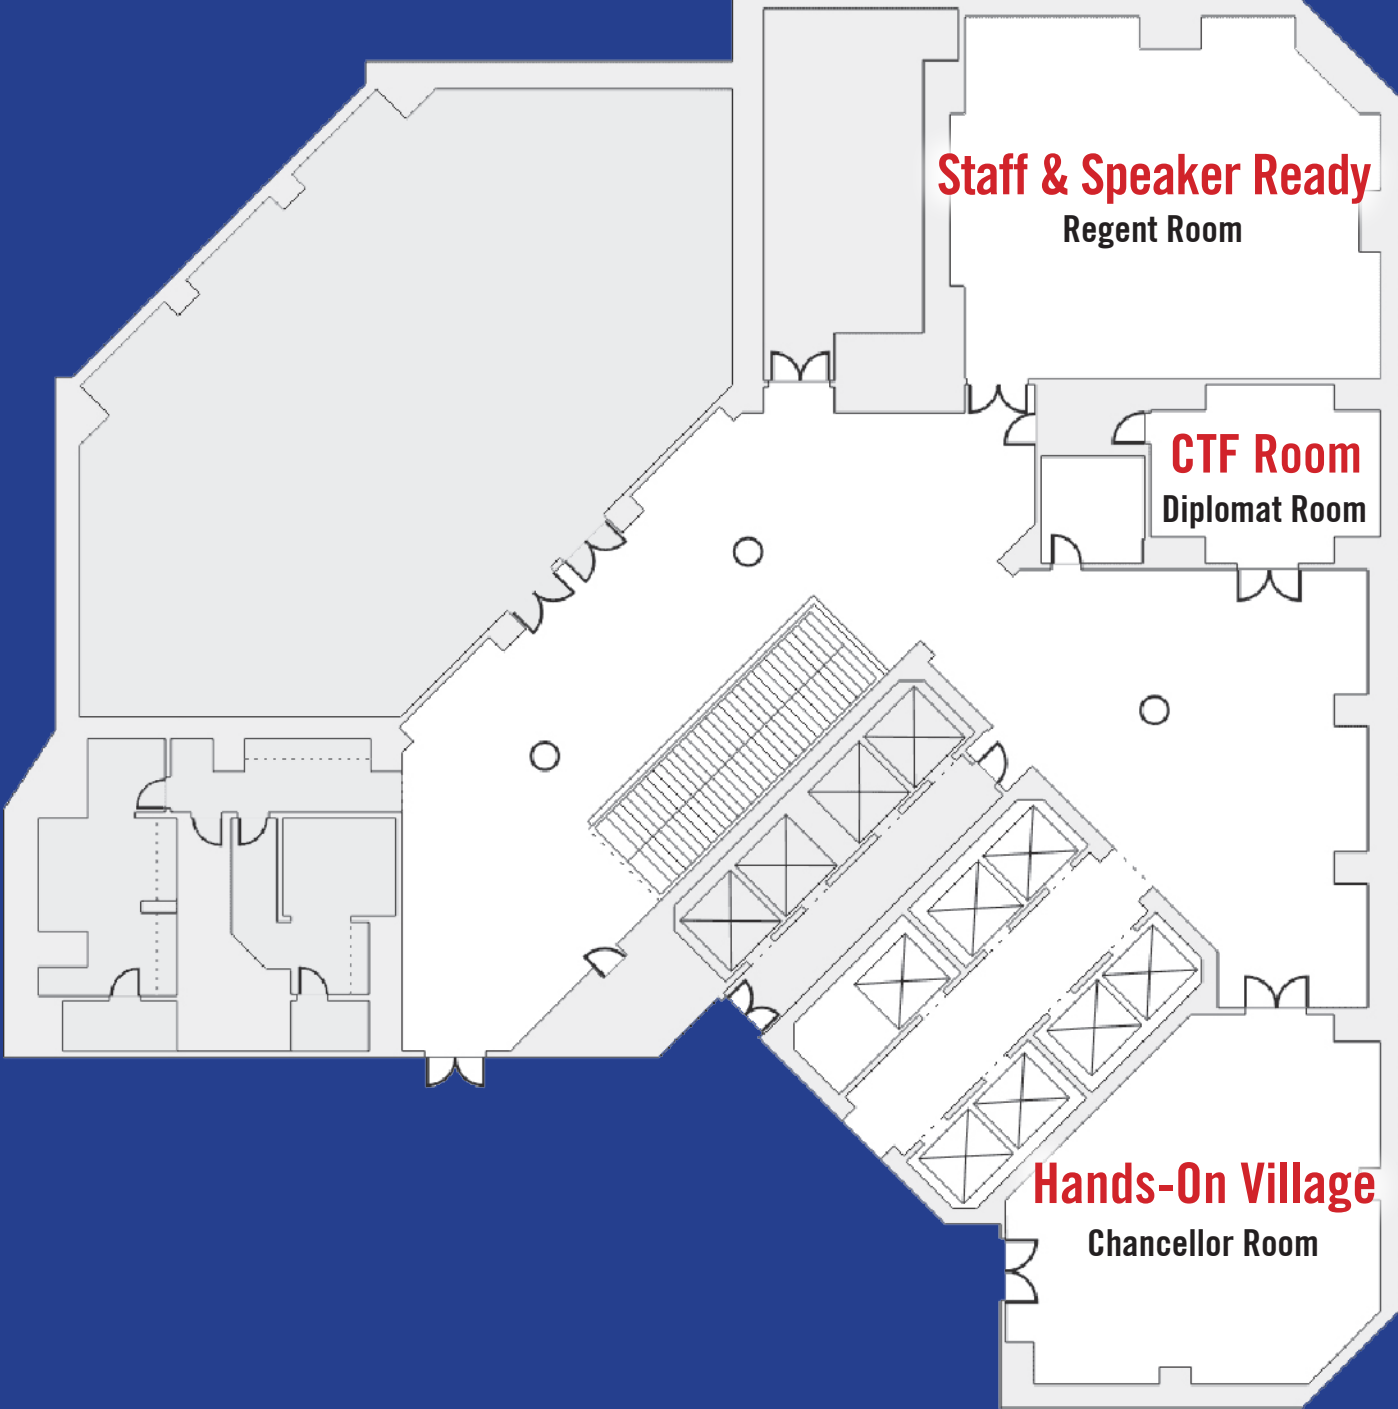 Staff & Speaker Ready
Regent Room
CTF Room
Diplomat Room
Hands-On Village
Chancellor Room